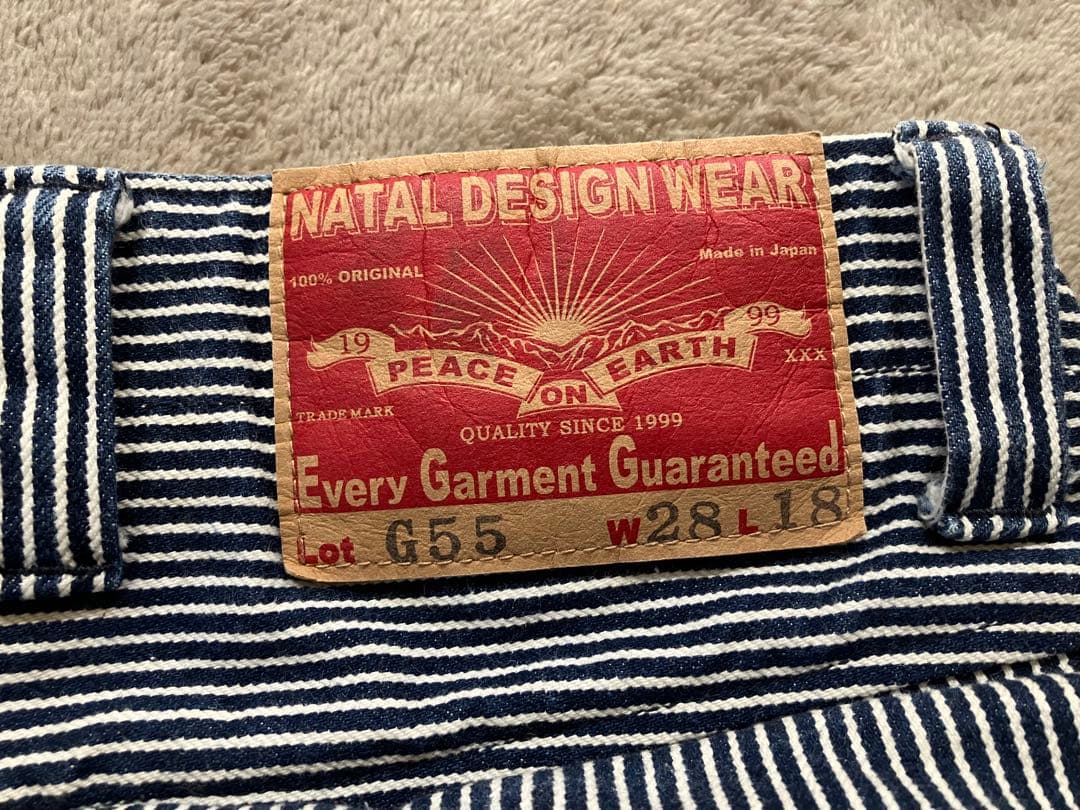 NATAL DESIGN WEAR
100% ORIGINAL
Made in Japan
19 99
PEACE ON EARTH
XXX
TRADE MARK
QUALITY SINCE 1999
Every Garment Guaranteed
Lot G55 W28 L18